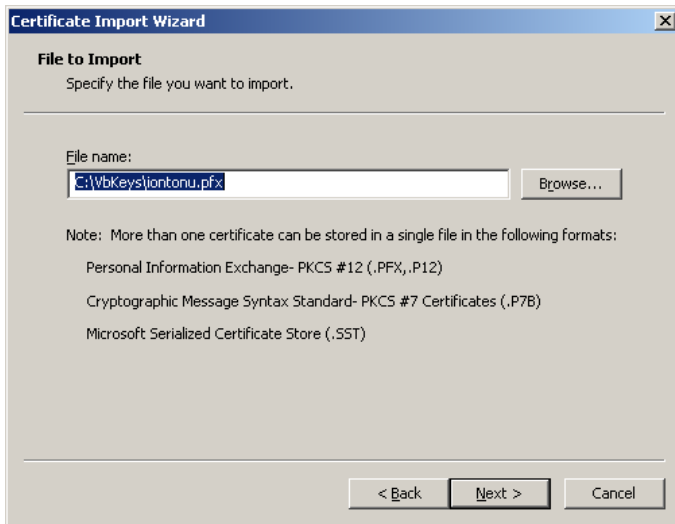 Certificate Import Wizard
File to Import
Specify the file you want to import.
File name:
C:\VbKeys\iontonu.pfx
Browse...
Note: More than one certificate can be stored in a single file in the following formats:
Personal Information Exchange- PKCS #12 (.PFX,.P12)
Cryptographic Message Syntax Standard- PKCS #7 Certificates (.P7B)
Microsoft Serialized Certificate Store (.SST)
< Back
Next >
Cancel